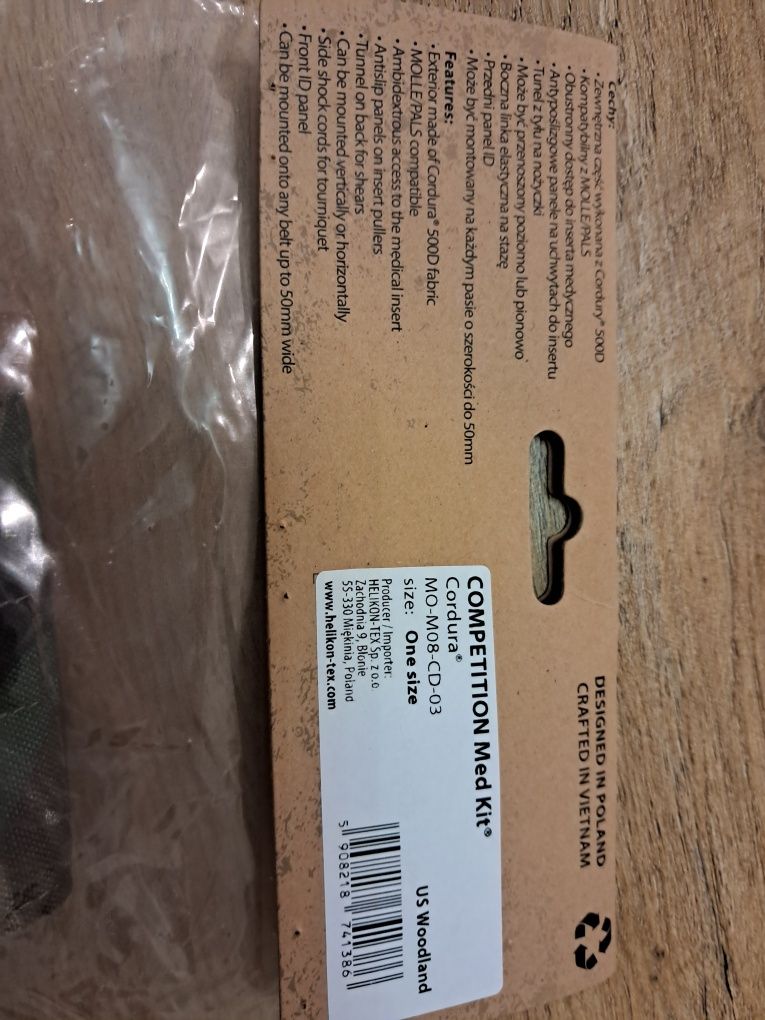 Cechy:
• Zewnętrzna część wykonana z Cordury® 500D
• Kompatybilny z MOLLE/PALS
• Obustronny dostęp do inserta medycznego
• Antypoślizgowe panele na uchwytach do insertu
• Tunel z tyłu na nożyczki
• Może być przenoszony poziomo lub pionowo
• Boczna linka elastyczna na stazę
• Przedni panel ID
• Może być montowany na każdym pasie o szerokości do 50mm
Features:
• Exterior made of Cordura® 500D fabric
• MOLLE/PALS compatible
• Ambidextrous access to the medical insert
• Antislip panels on insert pullers
• Tunnel on back for shears
• Can be mounted vertically or horizontally
• Side shock cords for tourniquet
• Front ID panel
• Can be mounted onto any belt up to 50mm wide
DESIGNED IN POLAND
CRAFTED IN VIETNAM
COMPETITION Med Kit®
Cordura®
MO-M08-CD-03
size: One size
US Woodland
Producer / Importer:
HELIKON-TEX Sp. z o.o.
Zachodnia 9, Błonie
55-330 Miękinia, Poland
www.helikon-tex.com
5 908218 741386